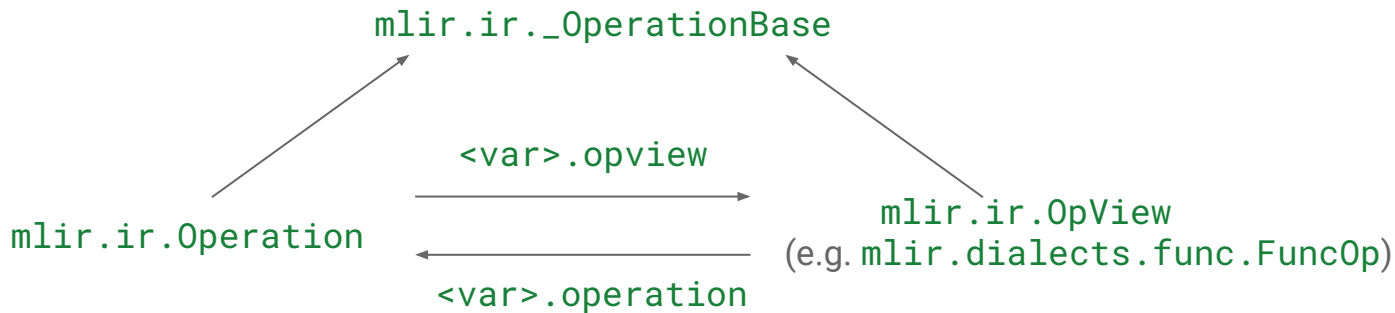 mlir.ir._OperationBase
<var>.opview
mlir.ir.Operation
mlir.ir.OpView
(e.g. mlir.dialects.func.FuncOp)
<var>.operation